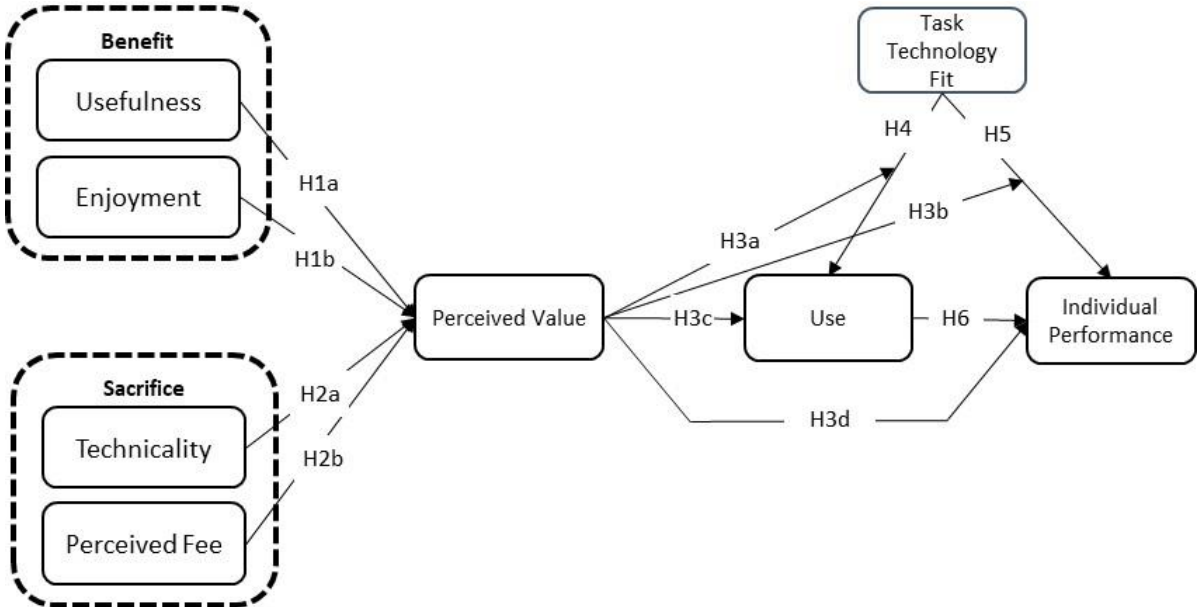 Benefit
Usefulness
Enjoyment
H1a
H1b
Sacrifice
Technicality
Perceived Fee
H2a
H2b
Perceived Value
H3a
H3b
H3c
H3d
Task
Technology
Fit
H4
H5
Use
H6
Individual
Performance